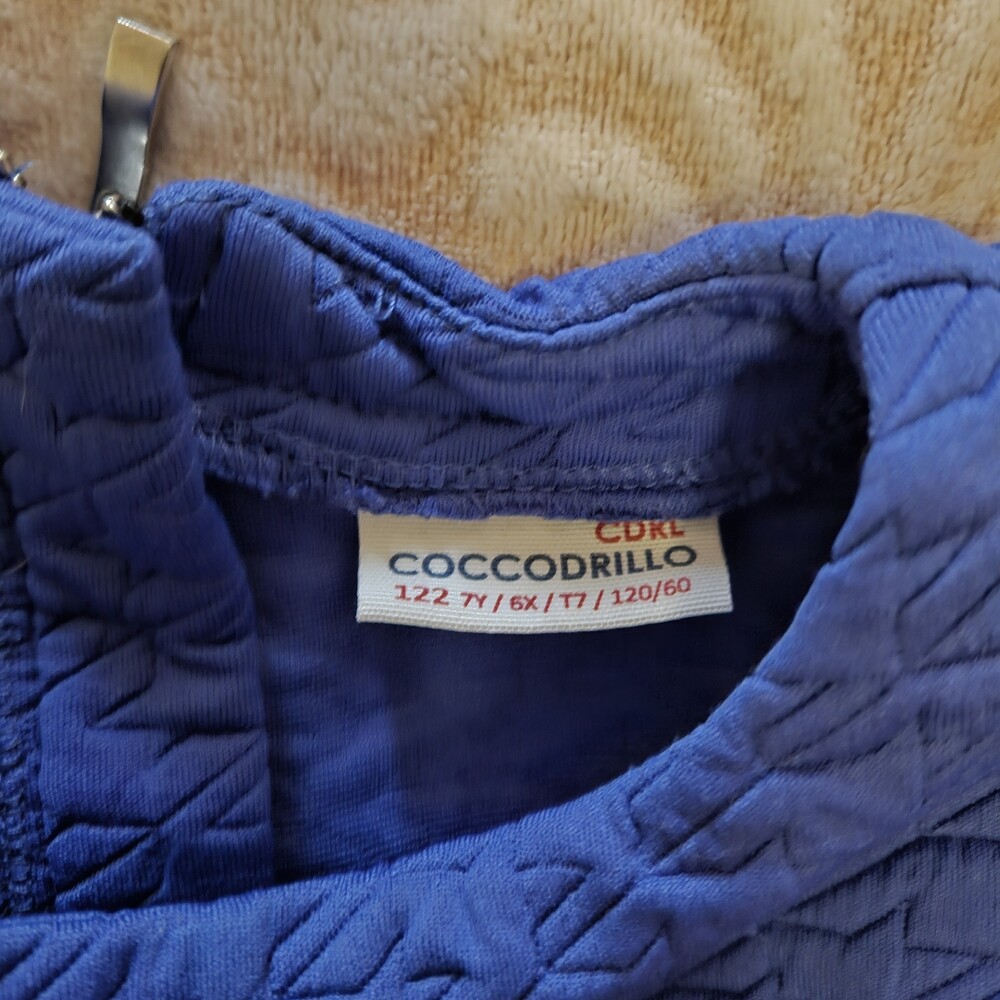 CDRL
COCCODRILLO
122 7Y / 6X / T7 / 120/60